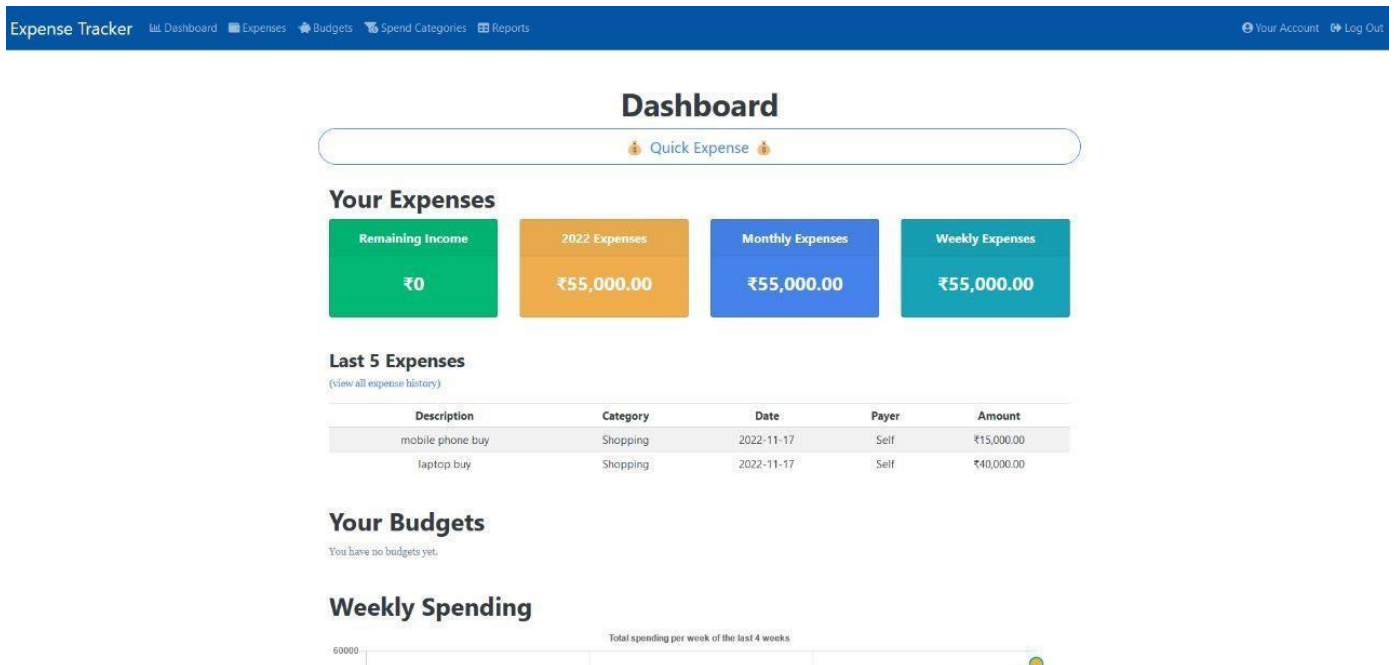 Expense Tracker Dashboard Expenses Budgets Spend Categories Reports Your Account Log Out
Dashboard
Quick Expense
Your Expenses
Remaining Income 2022 Expenses Monthly Expenses Weekly Expenses
₹0 ₹55,000.00 ₹55,000.00 ₹55,000.00
Last 5 Expenses
(view all expense history)
Description Category Date Payer Amount
mobile phone buy Shopping 2022-11-17 Self ₹15,000.00
laptop buy Shopping 2022-11-17 Self ₹40,000.00
Your Budgets
You have no budgets yet.
Weekly Spending
Total spending per week of the last 4 weeks
60000